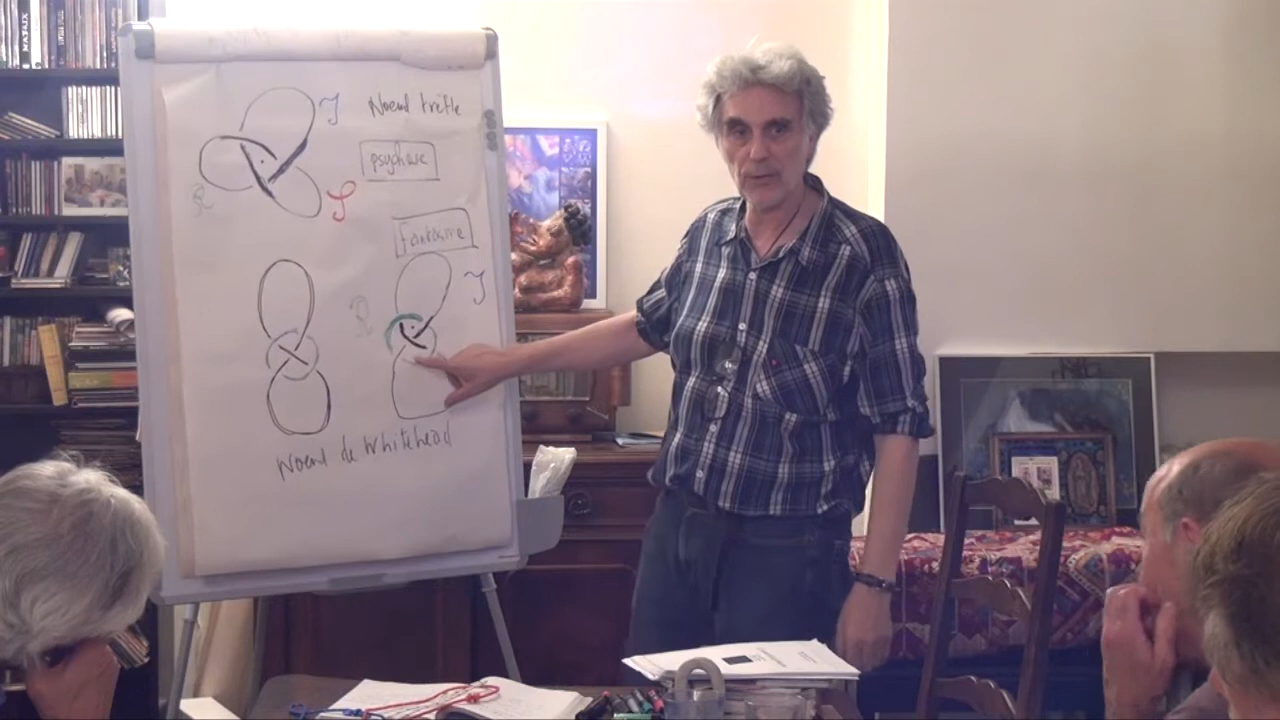 J Noeud trèfle
psychose
R
S
fantasme
J
R
Noeud de Whitehead